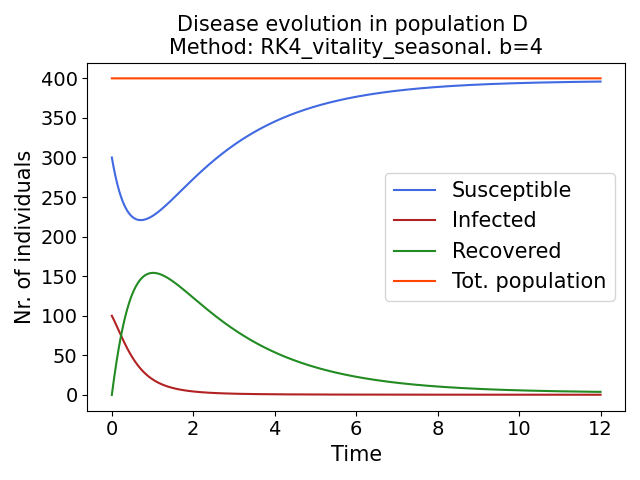 Disease evolution in population D
Method: RK4_vitality_seasonal. b=4
Nr. of individuals
400
350
300
250
200
150
100
50
0
Susceptible
Infected
Recovered
Tot. population
0 2 4 6 8 10 12
Time